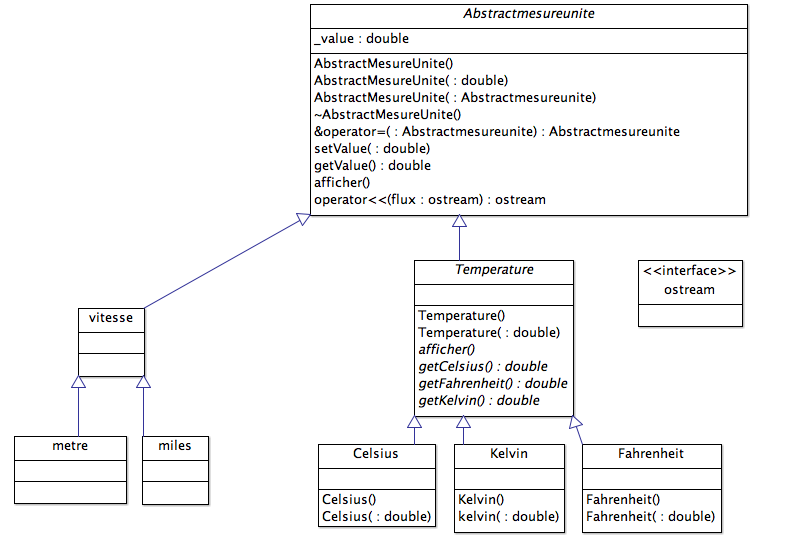 Abstractmesureunite
_value : double
AbstractMesureUnite()
AbstractMesureUnite( : double)
AbstractMesureUnite( : Abstractmesureunite)
~AbstractMesureUnite()
&operator=( : Abstractmesureunite) : Abstractmesureunite
setValue( : double)
getValue() : double
afficher()
operator<<(flux : ostream) : ostream
vitesse
metre
miles
Temperature
Temperature()
Temperature( : double)
afficher()
getCelsius() : double
getFahrenheit() : double
getKelvin() : double
<<interface>>
ostream
Celsius
Celsius()
Celsius( : double)
Kelvin
Kelvin()
kelvin( : double)
Fahrenheit
Fahrenheit()
Fahrenheit( : double)